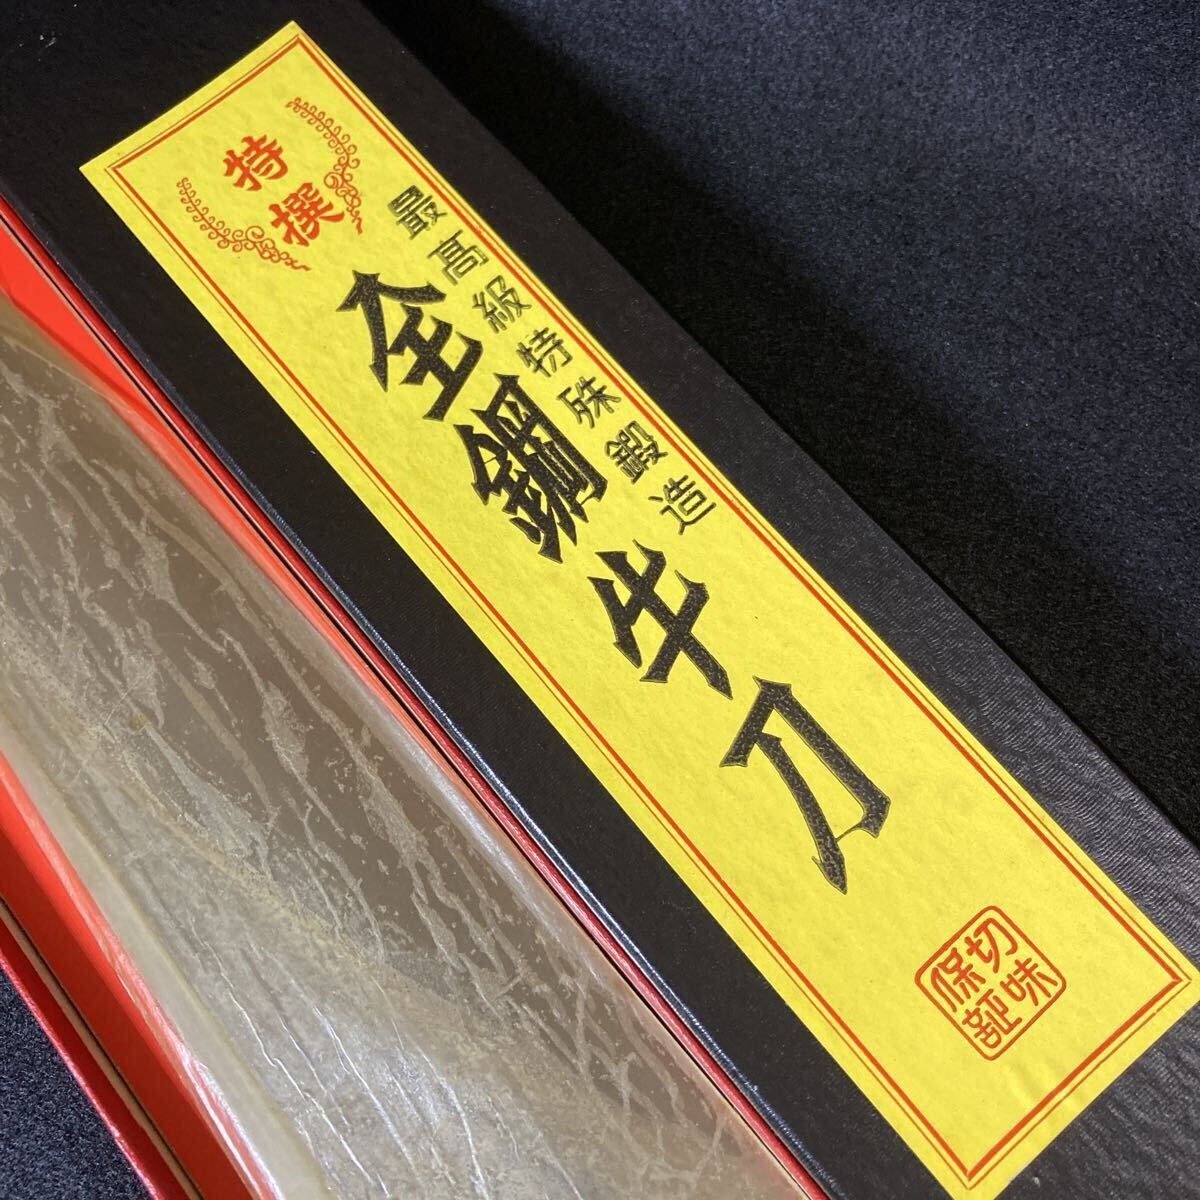 特撰
最高級特殊鍛造
全鋼牛刀
切味
保証